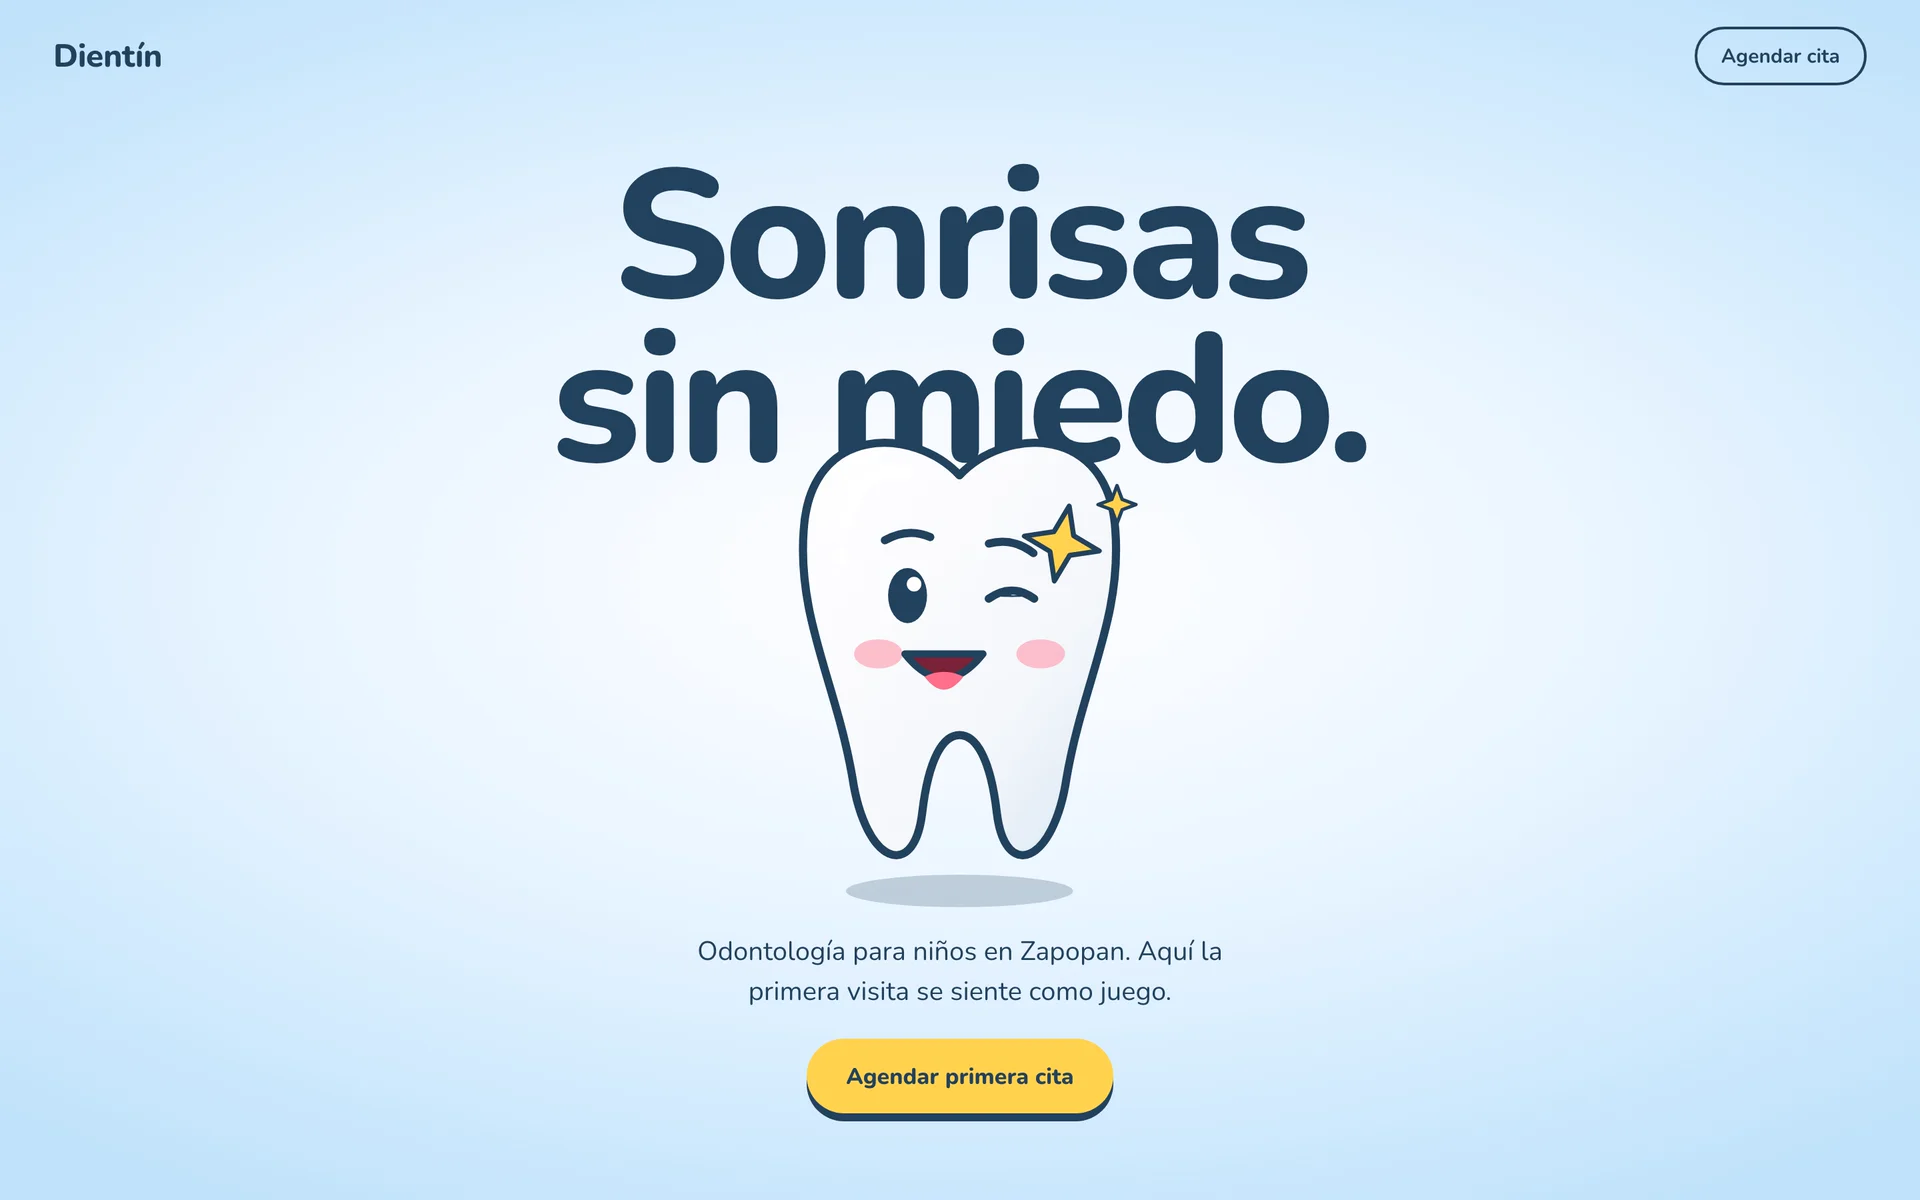 Dientín
Agendar cita
Sonrisas
sin miedo.
Odontología para niños en Zapopan. Aquí la
primera visita se siente como juego.
Agendar primera cita